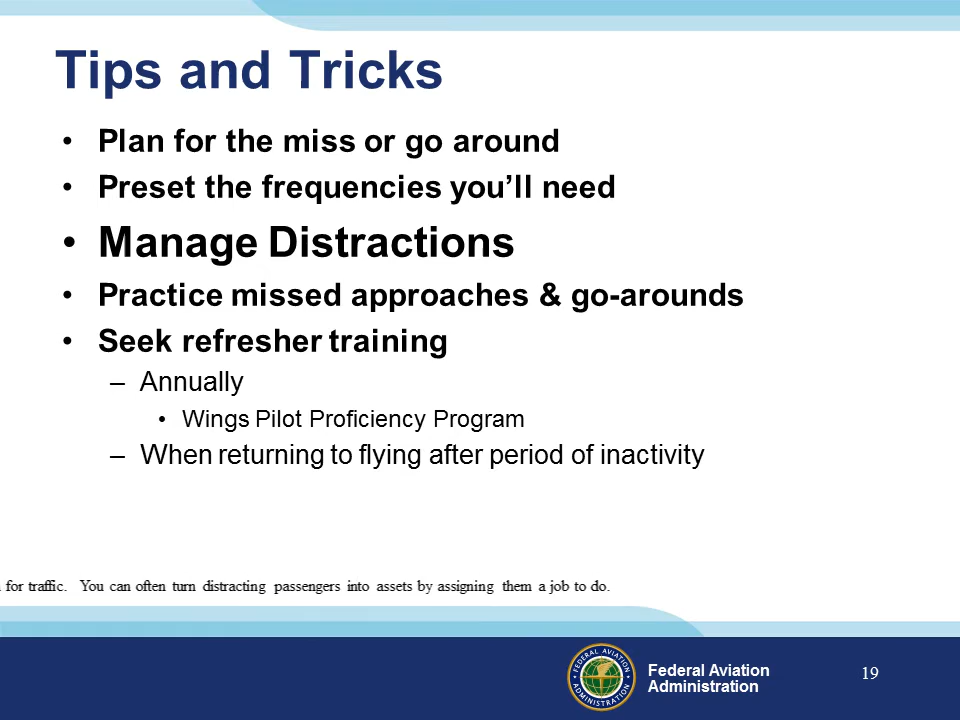 Tips and Tricks
• Plan for the miss or go around
• Preset the frequencies you’ll need
• Manage Distractions
• Practice missed approaches & go-arounds
• Seek refresher training
– Annually
• Wings Pilot Proficiency Program
– When returning to flying after period of inactivity
for traffic. You can often turn distracting passengers into assets by assigning them a job to do.
FEDERAL AVIATION
ADMINISTRATION
Federal Aviation
Administration
19